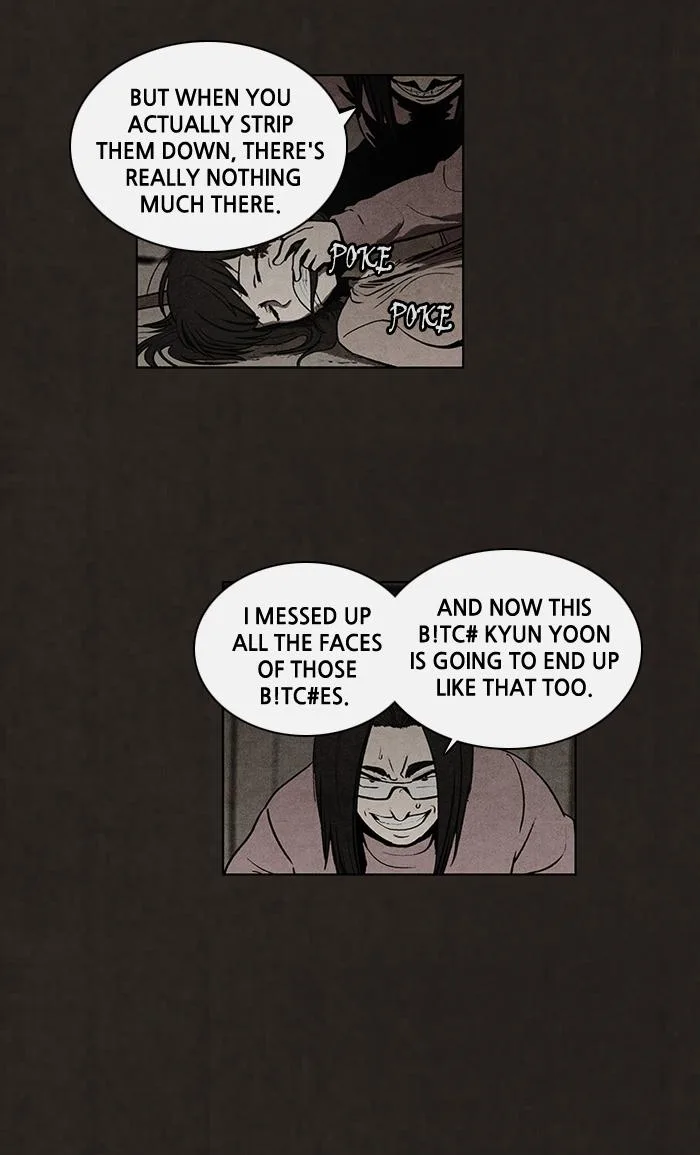 BUT WHEN YOU
ACTUALLY STRIP
THEM DOWN, THERE'S
REALLY NOTHING
MUCH THERE.
POKE
POKE
I MESSED UP
ALL THE FACES
OF THOSE
B!TC#ES.
AND NOW THIS
B!TC# KYUN YOON
IS GOING TO END UP
LIKE THAT TOO.